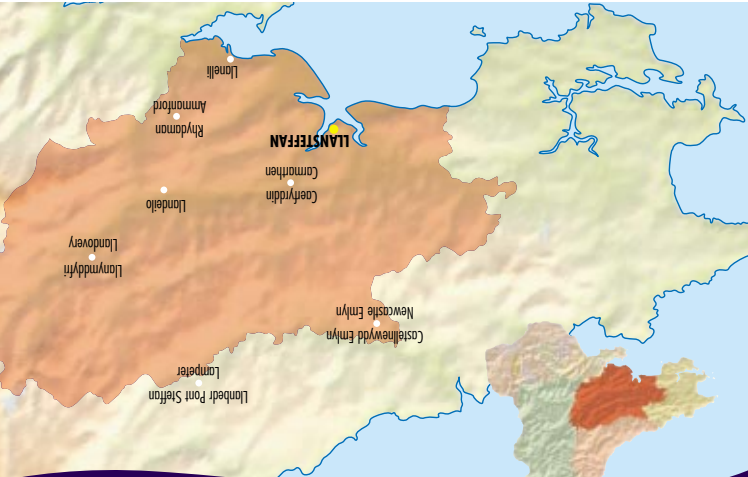 Llanbedr Pont Steffan
Lampeter
Castellnewydd Emlyn
Newcastle Emlyn
Llanymddyfri
Llandovery
Llandeilo
Caerfyrddin
Carmarthen
LLANSTEFFAN
Rhydaman
Ammanford
Llanelli